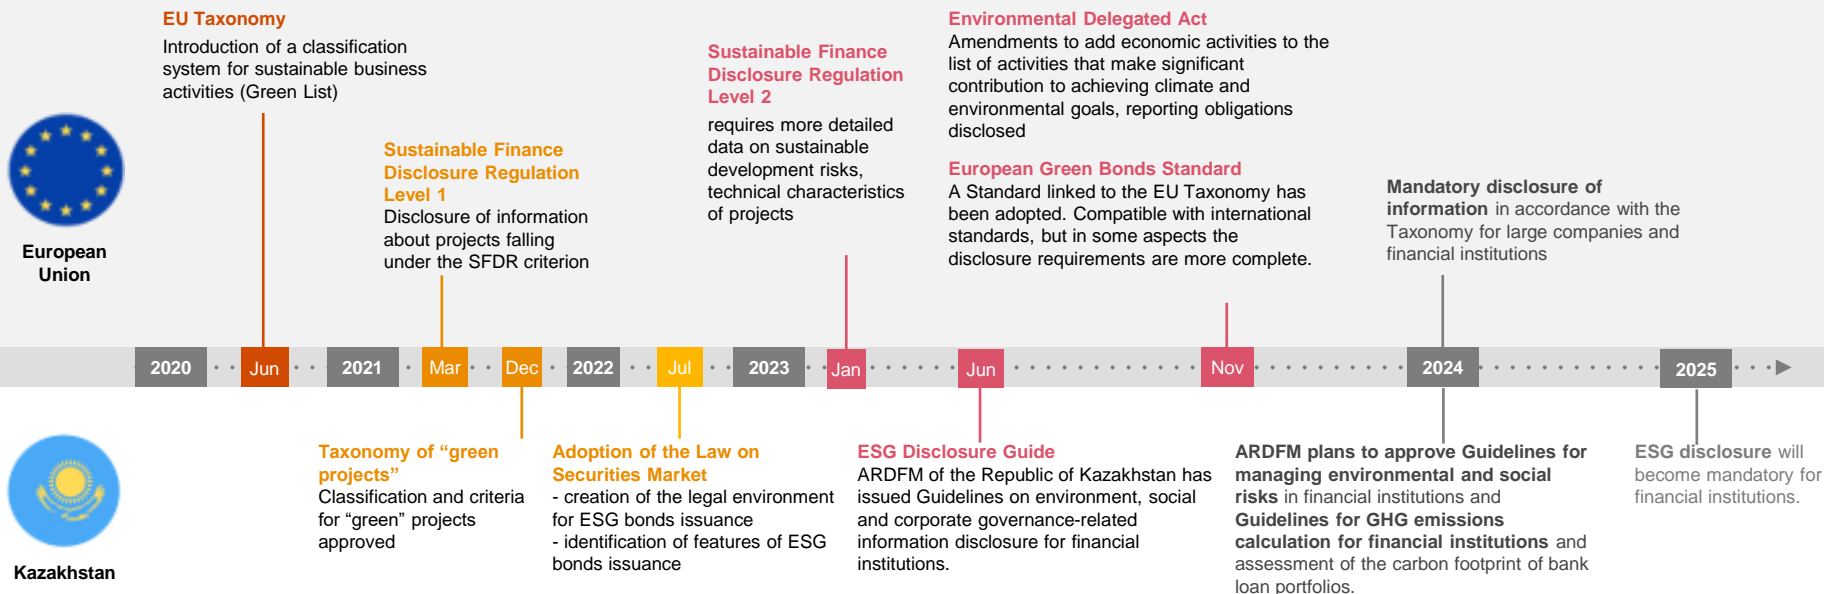 EU Taxonomy
Introduction of a classification
system for sustainable business
activities (Green List)
Sustainable Finance
Disclosure Regulation
Level 1
Disclosure of information
about projects falling
under the SFDR criterion
Sustainable Finance
Disclosure Regulation
Level 2
requires more detailed
data on sustainable
development risks,
technical characteristics
of projects
Environmental Delegated Act
Amendments to add economic activities to the
list of activities that make significant
contribution to achieving climate and
environmental goals, reporting obligations
disclosed
European Green Bonds Standard
A Standard linked to the EU Taxonomy has
been adopted. Compatible with international
standards, but in some aspects the
disclosure requirements are more complete.
Mandatory disclosure of
information in accordance with the
Taxonomy for large companies and
financial institutions
European
Union
2020
Jun
2021
Mar
Dec
2022
Jul
2023
Jan
Jun
Nov
2024
2025
Taxonomy of “green
projects”
Classification and criteria
for “green” projects
approved
Adoption of the Law on
Securities Market
- creation of the legal environment
for ESG bonds issuance
- identification of features of ESG
bonds issuance
ESG Disclosure Guide
ARDFM of the Republic of Kazakhstan has
issued Guidelines on environment, social
and corporate governance-related
information disclosure for financial
institutions.
ARDFM plans to approve Guidelines for
managing environmental and social
risks in financial institutions and
Guidelines for GHG emissions
calculation for financial institutions and
assessment of the carbon footprint of bank
loan portfolios.
ESG disclosure will
become mandatory for
financial institutions.
Kazakhstan